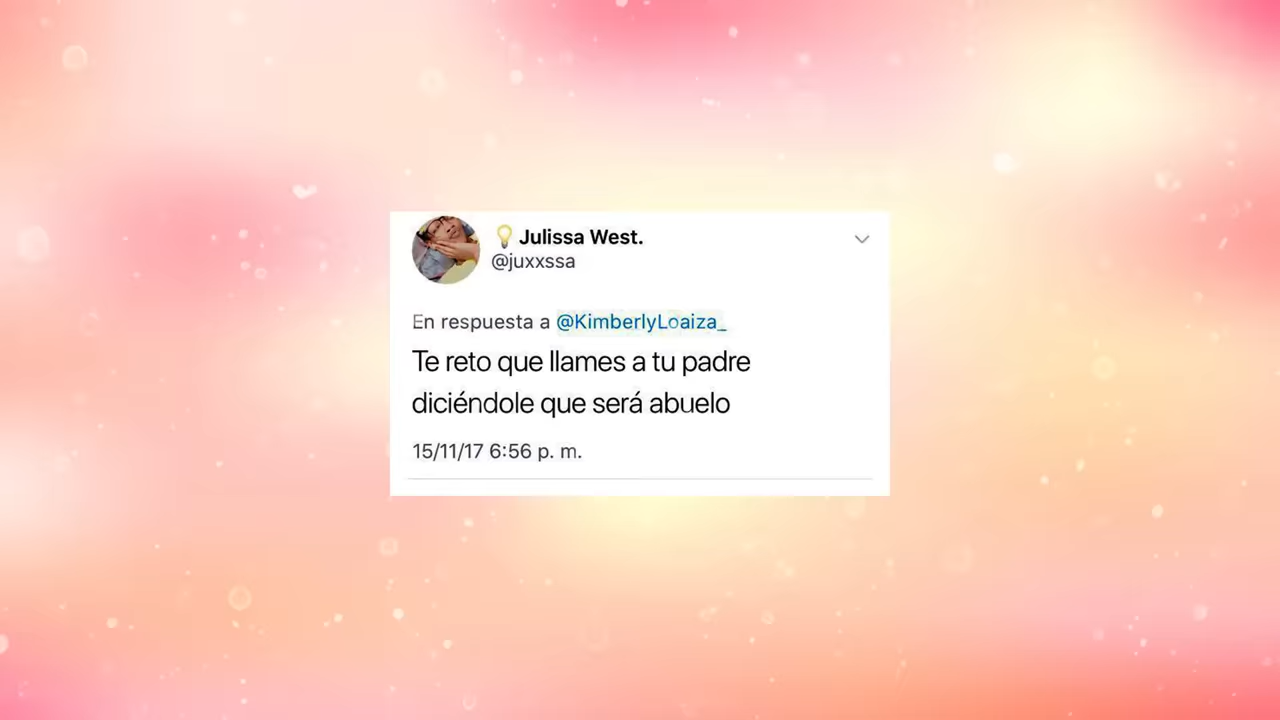 Julissa West.
@juxxssa
En respuesta a @KimberlyLoaiza_
Te reto que llames a tu padre
diciéndole que será abuelo
15/11/17 6:56 p. m.